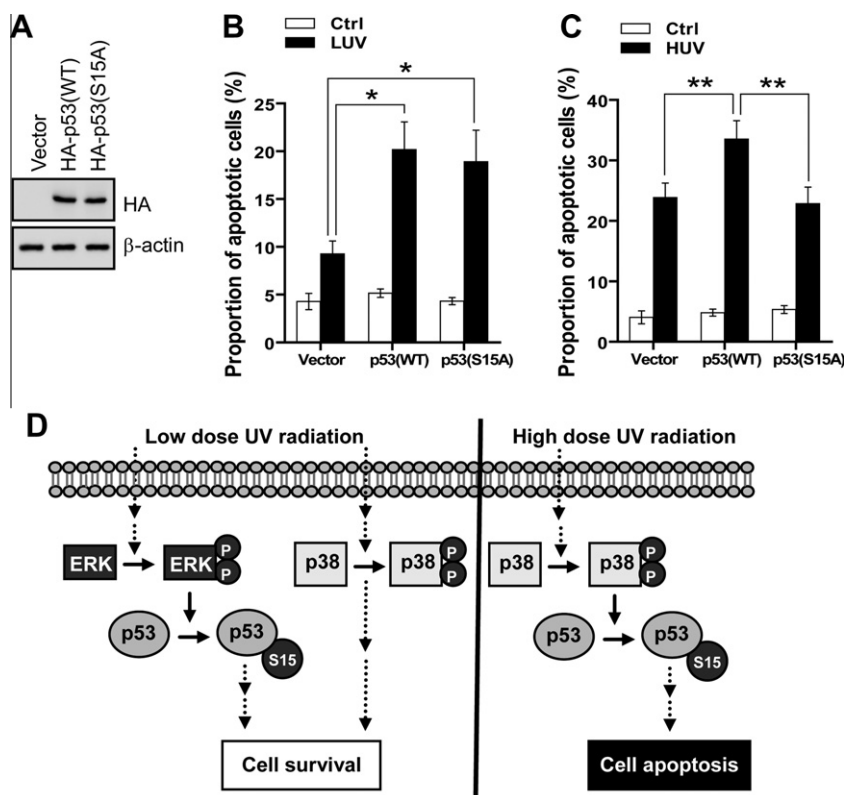 A
Vector
HA-p53(WT)
HA-p53(S15A)
HA
β-actin
B
Ctrl
LUV
Proportion of apoptotic cells (%)
25
20
15
10
5
0
*
*
Vector p53(WT) p53(S15A)
C
Ctrl
HUV
Proportion of apoptotic cells (%)
40
30
20
10
0
** **
Vector p53(WT) p53(S15A)
D
Low dose UV radiation
High dose UV radiation
ERK ERK P P
p38 p38 P P
p38 p38 P P
p53 p53 S15
p53 p53 S15
Cell survival
Cell apoptosis